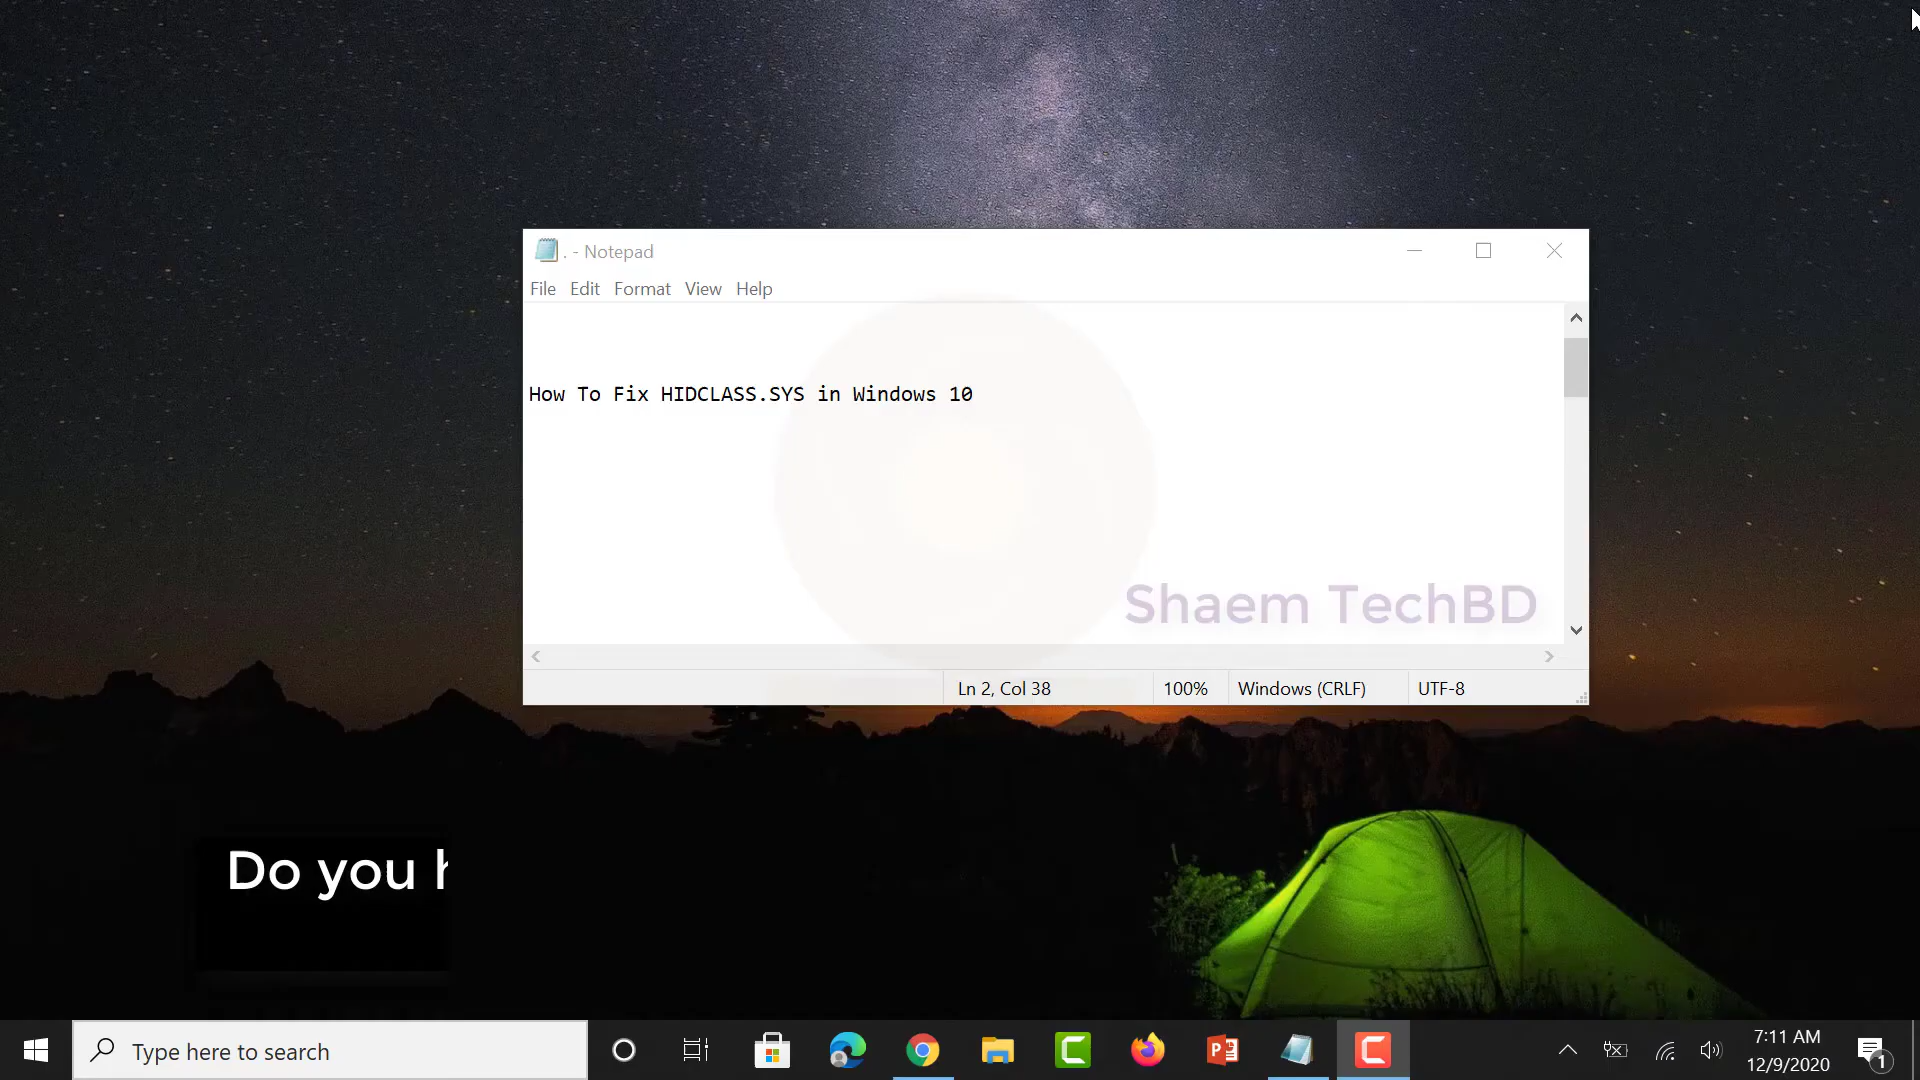 . - Notepad
File Edit Format View Help
How To Fix HIDCLASS.SYS in Windows 10
Shaem TechBD
Ln 2, Col 38 100% Windows (CRLF) UTF-8
Do you
Type here to search
7:11 AM
12/9/2020
1